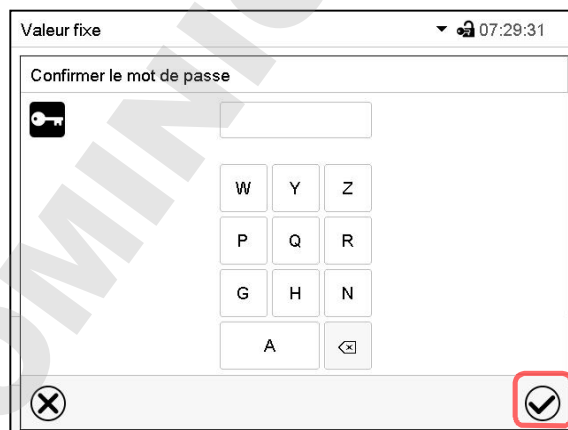 Valeur fixe 07:29:31
Confirmer le mot de passe
W Y Z
P Q R
G H N
A